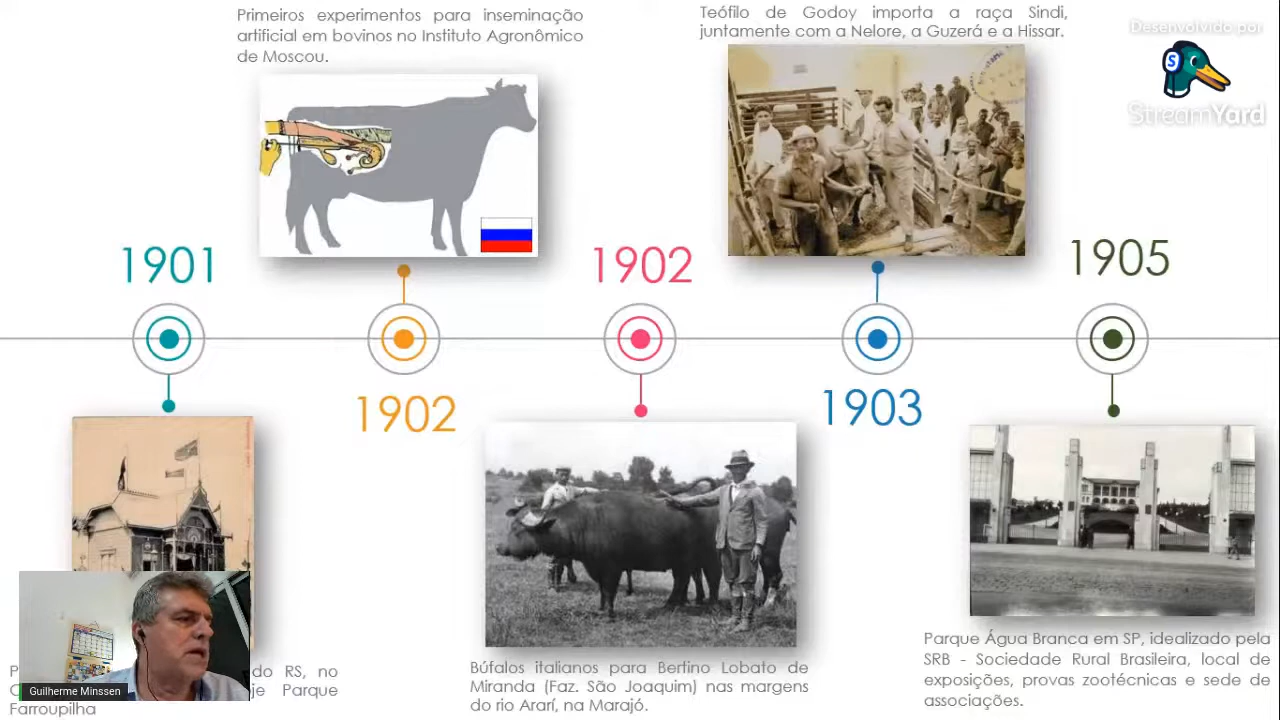 Primeiros experimentos para inseminação
artificial em bovinos no Instituto Agronômico
de Moscou.
Teófilo de Godoy importa a raça Sindi,
juntamente com a Nelore, a Guzerá e a Hissar.
Desenvolvido por
S
StreamYard
1901
1902
1905
1902
1903
do RS, no
je Parque
Farroupilha
Guilherme Minssen
Búfalos italianos para Bertino Lobato de
Miranda (Faz. São Joaquim) nas margens
do rio Ararí, na Marajó.
Parque Água Branca em SP, idealizado pela
SRB - Sociedade Rural Brasileira, local de
exposições, provas zootécnicas e sede de
associações.